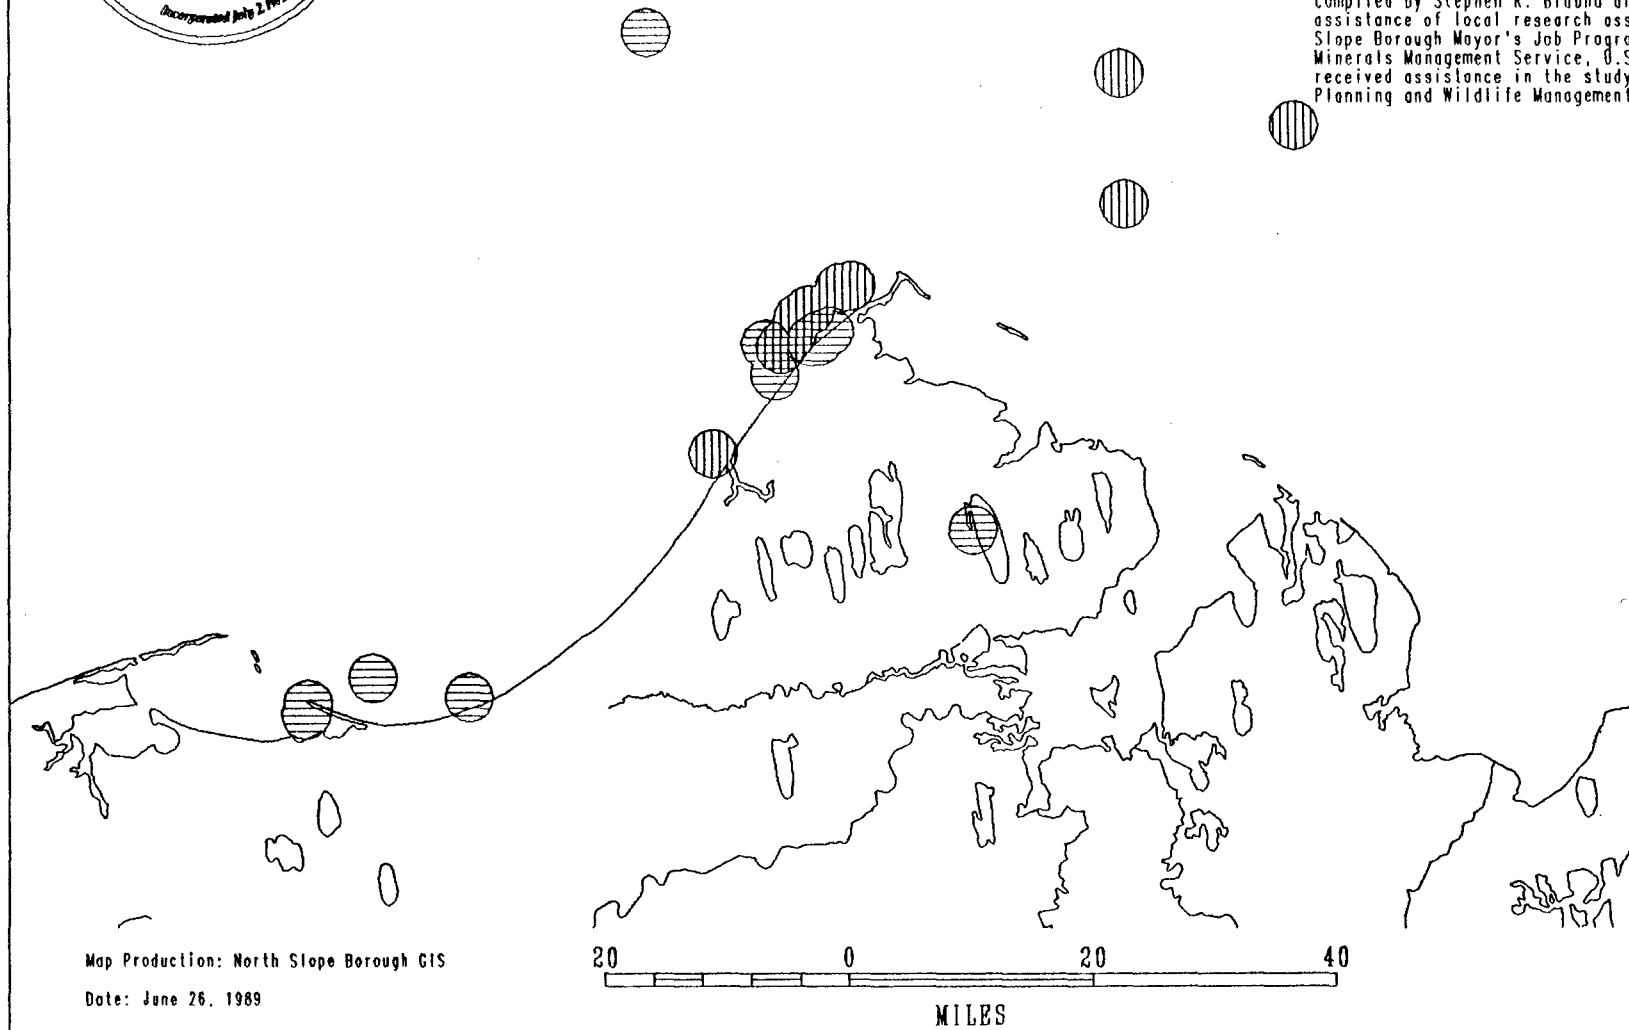 (Incorporated July 2, 197
compiled by Stephen R. Braund a
assistance of local research ass
Slope Borough Mayor's Job Progra
Minerals Management Service, U.S
received assistance in the study
Planning and Wildlife Management
Map Production: North Slope Borough GIS
Date: June 26, 1989
20 0 20 40
MILES